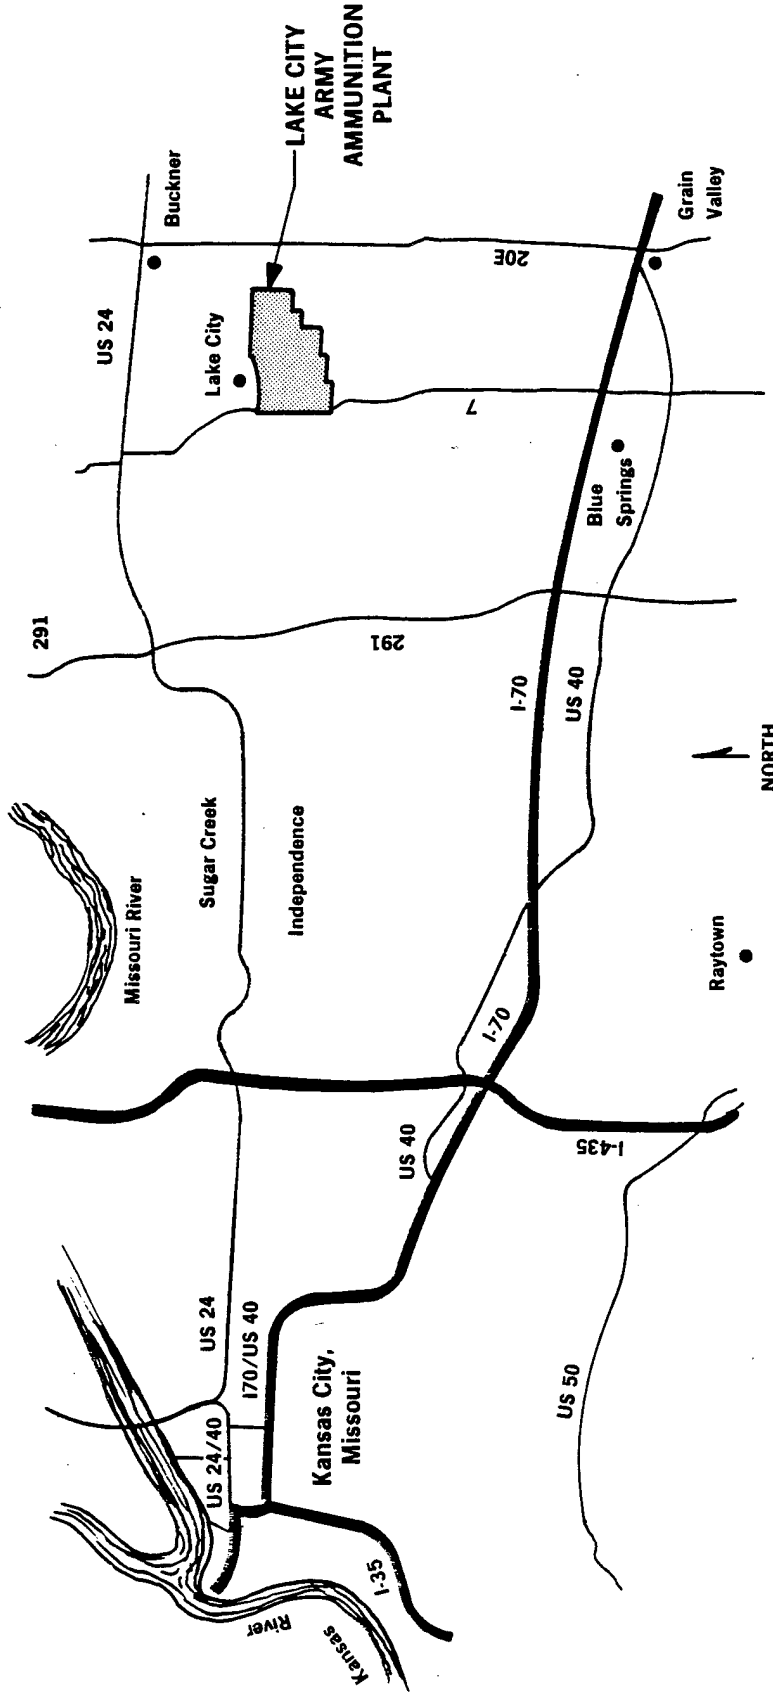 291
Missouri River
US 24
Buckner
Lake City
LAKE CITY
ARMY
AMMUNITION
PLANT
Sugar Creek
Independence
291
20E
7
US 24
I70/US 40
US 24/40
Kansas City,
Missouri
US 40
I-70
I-70
US 40
Blue
Springs
Grain
Valley
I-35
Kansas
River
US 50
I-435
Raytown
NORTH